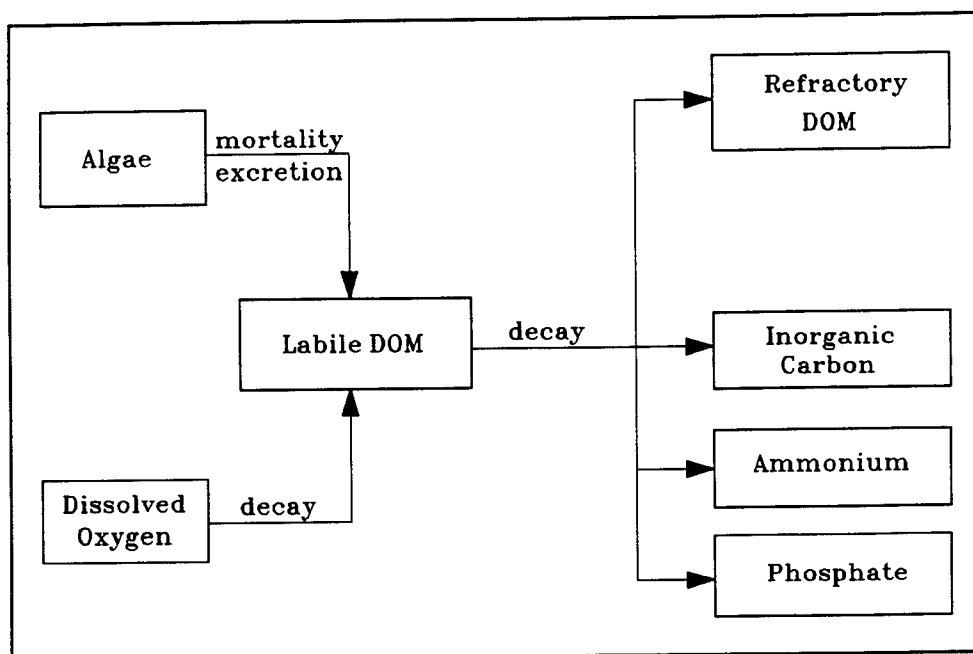 Refractory
DOM
Algae
mortality
excretion
Labile DOM
decay
Inorganic
Carbon
Ammonium
Dissolved
Oxygen
decay
Phosphate